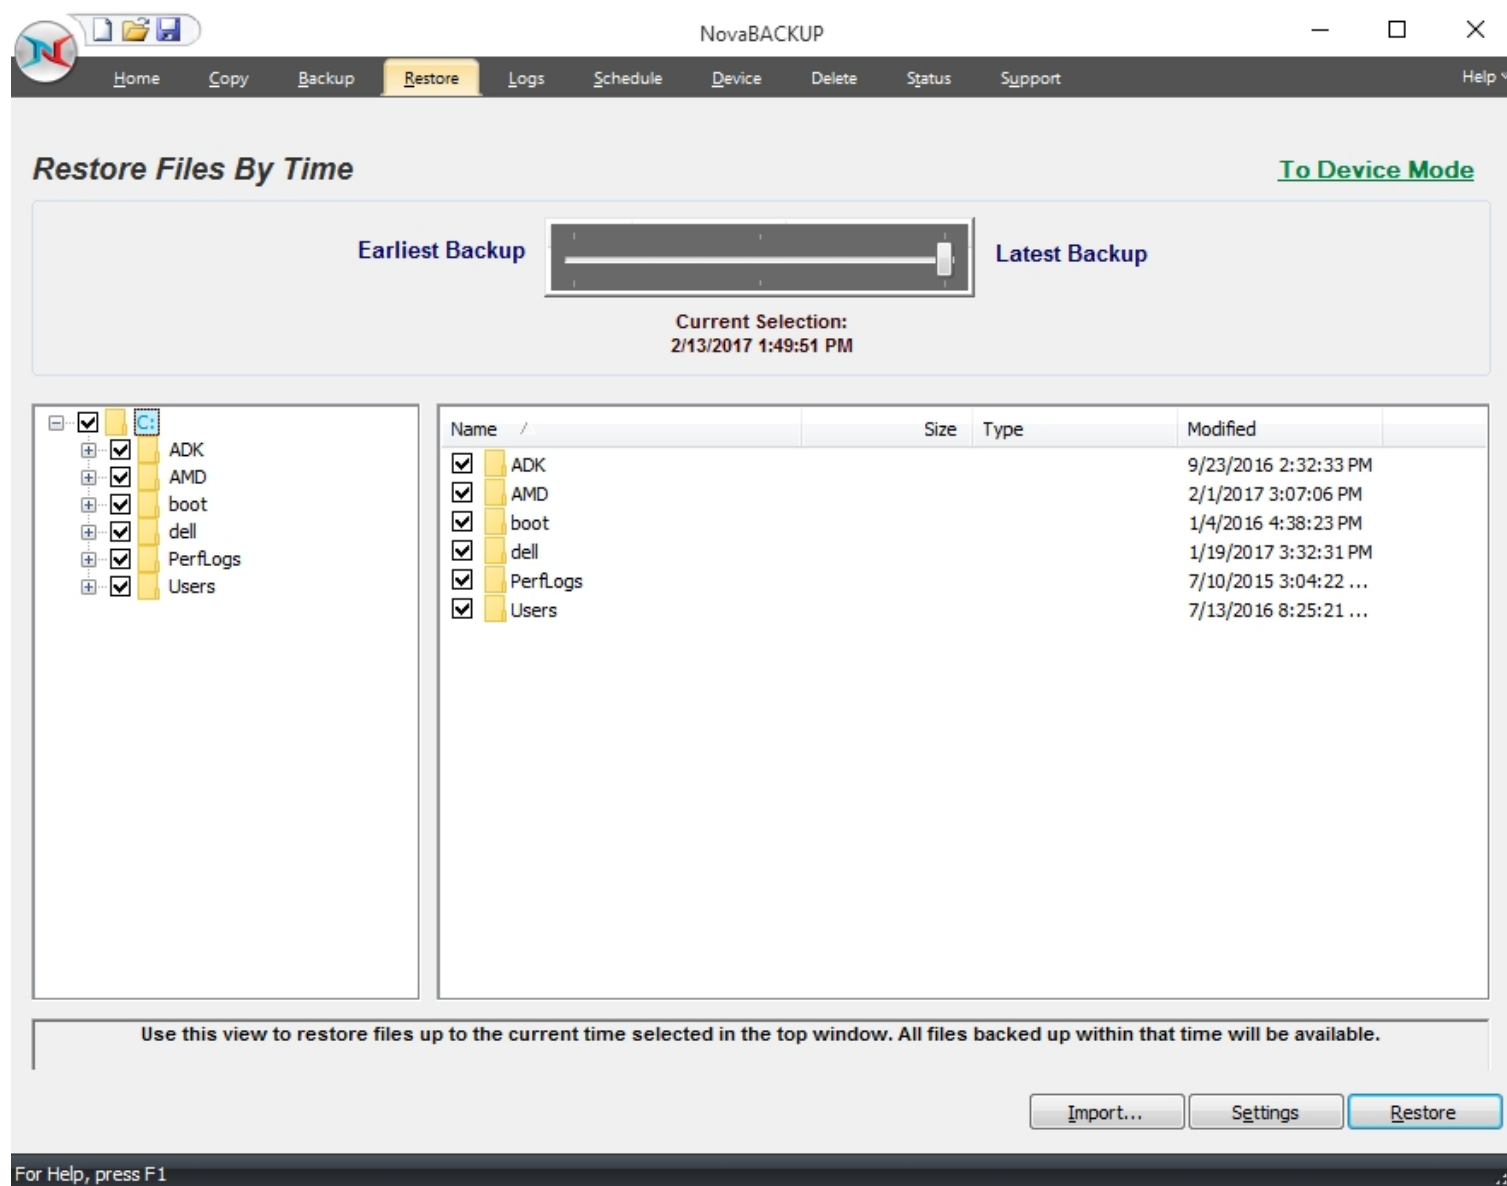 NovaBACKUP
Home Copy Backup Restore Logs Schedule Device Delete Status Support Help
Restore Files By Time
To Device Mode
Earliest Backup
Latest Backup
Current Selection:
2/13/2017 1:49:51 PM
C:
ADK
AMD
boot
dell
PerfLogs
Users
Name Size Type Modified
ADK 9/23/2016 2:32:33 PM
AMD 2/1/2017 3:07:06 PM
boot 1/4/2016 4:38:23 PM
dell 1/19/2017 3:32:31 PM
PerfLogs 7/10/2015 3:04:22 ...
Users 7/13/2016 8:25:21 ...
Use this view to restore files up to the current time selected in the top window. All files backed up within that time will be available.
Import... Settings Restore
For Help, press F1